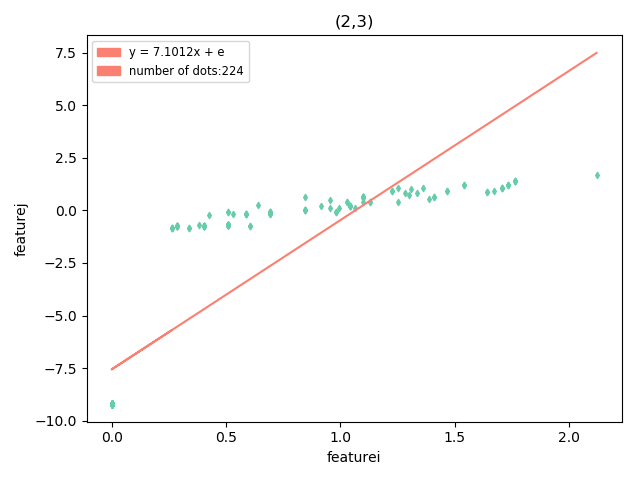 (2,3)
y = 7.1012x + e
number of dots:224
7.5
5.0
2.5
0.0
−2.5
−5.0
−7.5
−10.0
featurej
0.0 0.5 1.0 1.5 2.0
featurei